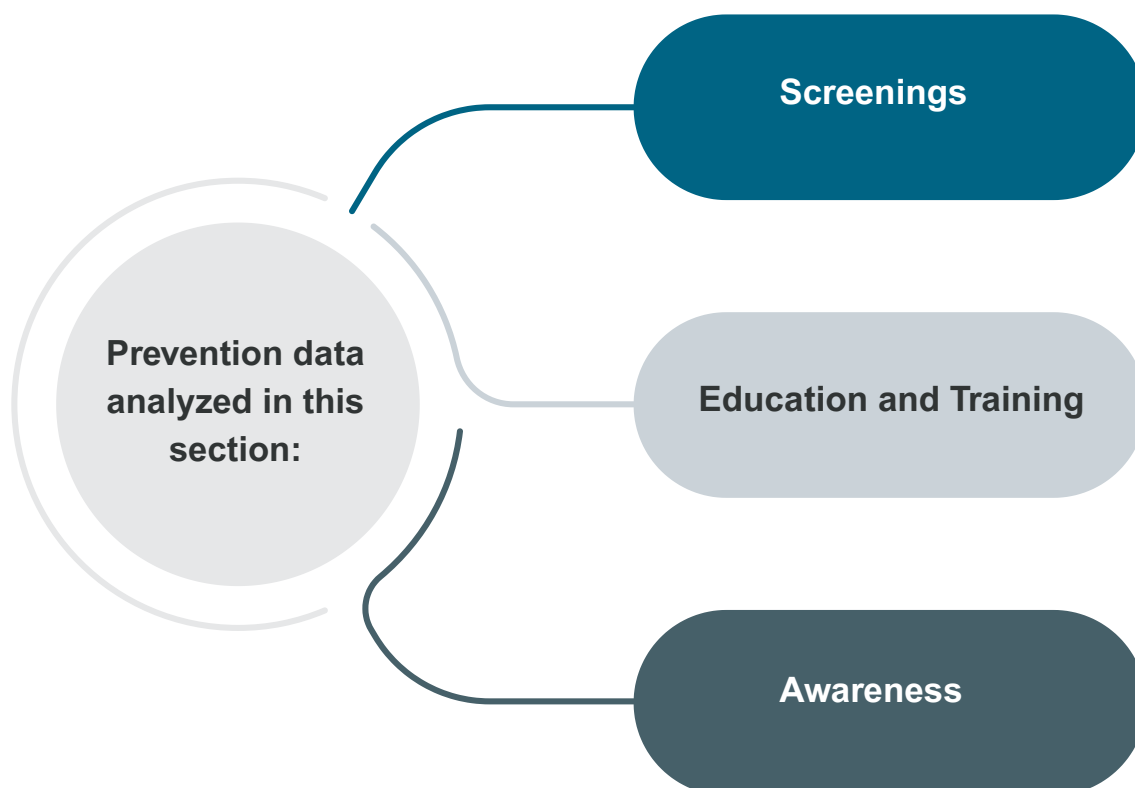 Screenings
Prevention data
analyzed in this
section:
Education and Training
Awareness